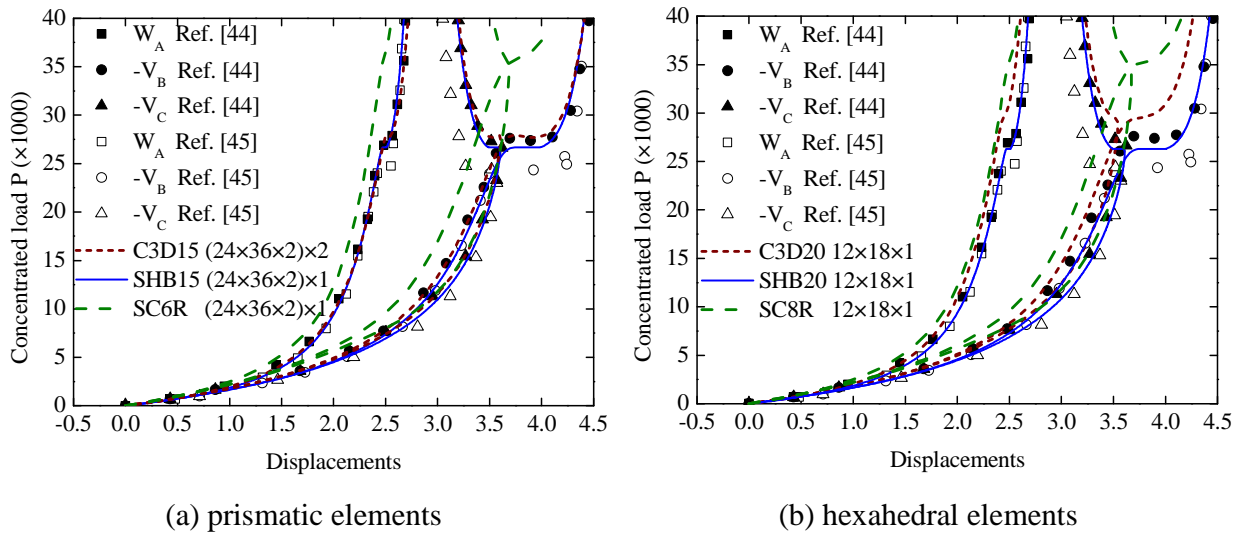 40
35
30
25
20
15
10
5
0
Concentrated load P (×1000)
W_A Ref. [44]
-V_B Ref. [44]
-V_C Ref. [44]
W_A Ref. [45]
-V_B Ref. [45]
-V_C Ref. [45]
C3D15 (24×36×2)×2
SHB15 (24×36×2)×1
SC6R (24×36×2)×1
-0.5 0.0 0.5 1.0 1.5 2.0 2.5 3.0 3.5 4.0 4.5
Displacements
(a) prismatic elements
40
35
30
25
20
15
10
5
0
Concentrated load P (×1000)
W_A Ref. [44]
-V_B Ref. [44]
-V_C Ref. [44]
W_A Ref. [45]
-V_B Ref. [45]
-V_C Ref. [45]
C3D20 12×18×1
SHB20 12×18×1
SC8R 12×18×1
-0.5 0.0 0.5 1.0 1.5 2.0 2.5 3.0 3.5 4.0 4.5
Displacements
(b) hexahedral elements